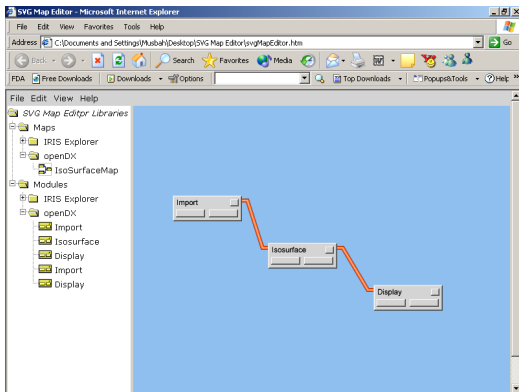 SVG Map Editor - Microsoft Internet Explorer
File Edit View Favorites Tools Help
Address C:\Documents and Settings\Musbah\Desktop\SVG Map Editor\svgMapEditor.htm Go
Back Search Favorites Media
FDA Free Downloads Downloads Options Top Downloads Popups&Tools Help »
File Edit View Help
SVG Map Editpr Libraries
Maps
IRIS Explorer
openDX
IsoSurfaceMap
Modules
IRIS Explorer
openDX
Import
Isosurface
Display
Import
Display
Import
Isosurface
Display